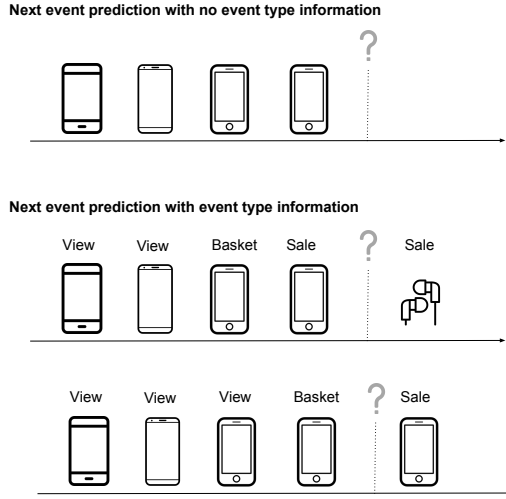 Next event prediction with no event type information
?
Next event prediction with event type information
View View Basket Sale ? Sale
View View View Basket ? Sale